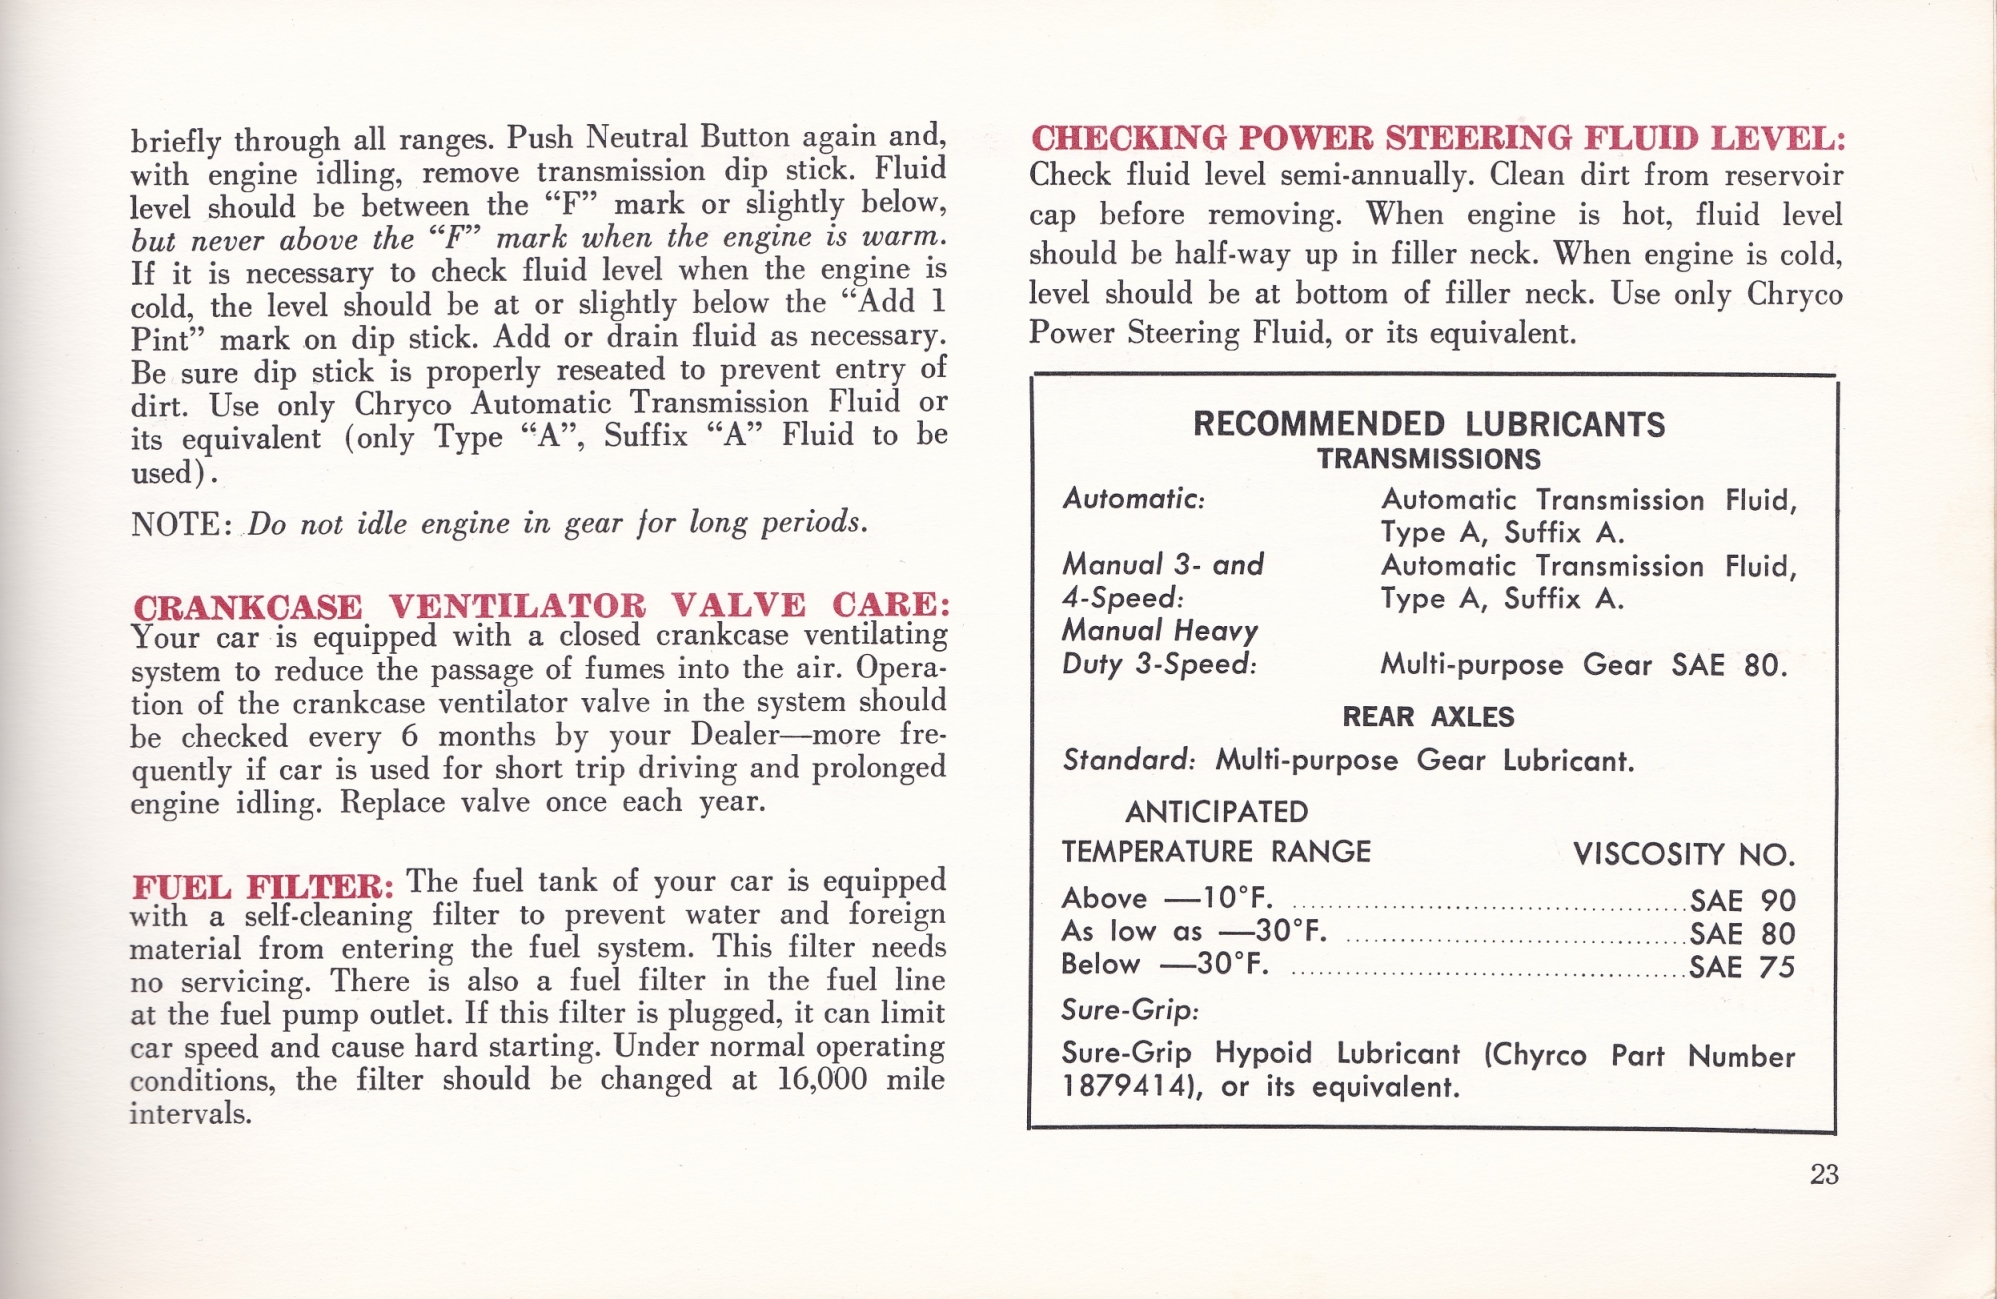 briefly through all ranges. Push Neutral Button again and,
with engine idling, remove transmission dip stick. Fluid
level should be between the “F” mark or slightly below,
but never above the “F” mark when the engine is warm.
If it is necessary to check fluid level when the engine is
cold, the level should be at or slightly below the “Add 1
Pint” mark on dip stick. Add or drain fluid as necessary.
Be sure dip stick is properly reseated to prevent entry of
dirt. Use only Chryco Automatic Transmission Fluid or
its equivalent (only Type “A”, Suffix “A” Fluid to be
used).
NOTE: Do not idle engine in gear for long periods.
CRANKCASE VENTILATOR VALVE CARE:
Your car is equipped with a closed crankcase ventilating
system to reduce the passage of fumes into the air. Opera-
tion of the crankcase ventilator valve in the system should
be checked every 6 months by your Dealer—more fre-
quently if car is used for short trip driving and prolonged
engine idling. Replace valve once each year.
FUEL FILTER: The fuel tank of your car is equipped
with a self-cleaning filter to prevent water and foreign
material from entering the fuel system. This filter needs
no servicing. There is also a fuel filter in the fuel line
at the fuel pump outlet. If this filter is plugged, it can limit
car speed and cause hard starting. Under normal operating
conditions, the filter should be changed at 16,000 mile
intervals.
CHECKING POWER STEERING FLUID LEVEL:
Check fluid level semi-annually. Clean dirt from reservoir
cap before removing. When engine is hot, fluid level
should be half-way up in filler neck. When engine is cold,
level should be at bottom of filler neck. Use only Chryco
Power Steering Fluid, or its equivalent.
RECOMMENDED LUBRICANTS
TRANSMISSIONS
Automatic: Automatic Transmission Fluid,
Type A, Suffix A.
Manual 3- and Automatic Transmission Fluid,
4-Speed: Type A, Suffix A.
Manual Heavy
Duty 3-Speed: Multi-purpose Gear SAE 80.
REAR AXLES
Standard: Multi-purpose Gear Lubricant.
ANTICIPATED
TEMPERATURE RANGE VISCOSITY NO.
Above —10°F. ............................................ SAE 90
As low as —30°F. ...................................... SAE 80
Below —30°F. ............................................ SAE 75
Sure-Grip:
Sure-Grip Hypoid Lubricant (Chyrco Part Number
1879414), or its equivalent.
23